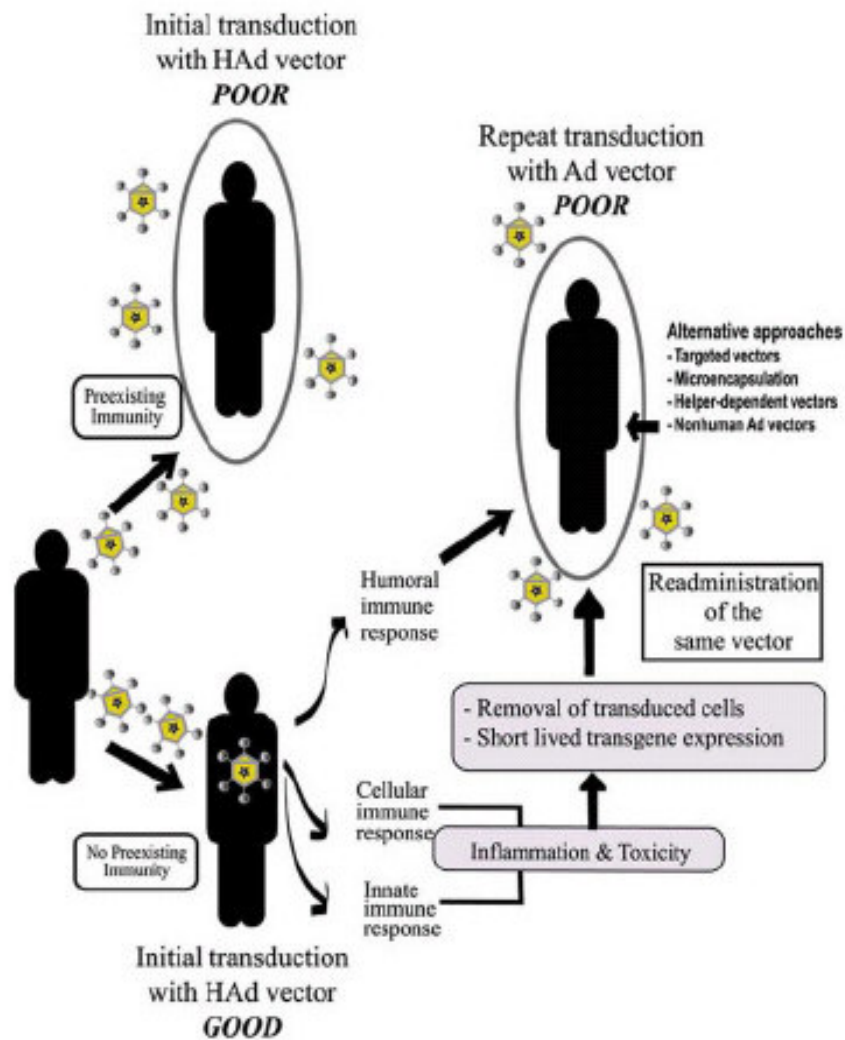 Initial transduction
with HAd vector
POOR
Repeat transduction
with Ad vector
POOR
Alternative approaches
- Targeted vectors
- Microencapsulation
- Helper-dependent vectors
- Nonhuman Ad vectors
Preexisting
Immunity
Humoral
immune
response
Readministration
of the
same vector
- Removal of transduced cells
- Short lived transgene expression
Cellular
immune
response
Inflammation & Toxicity
No Preexisting
Immunity
Innate
immune
response
Initial transduction
with HAd vector
GOOD